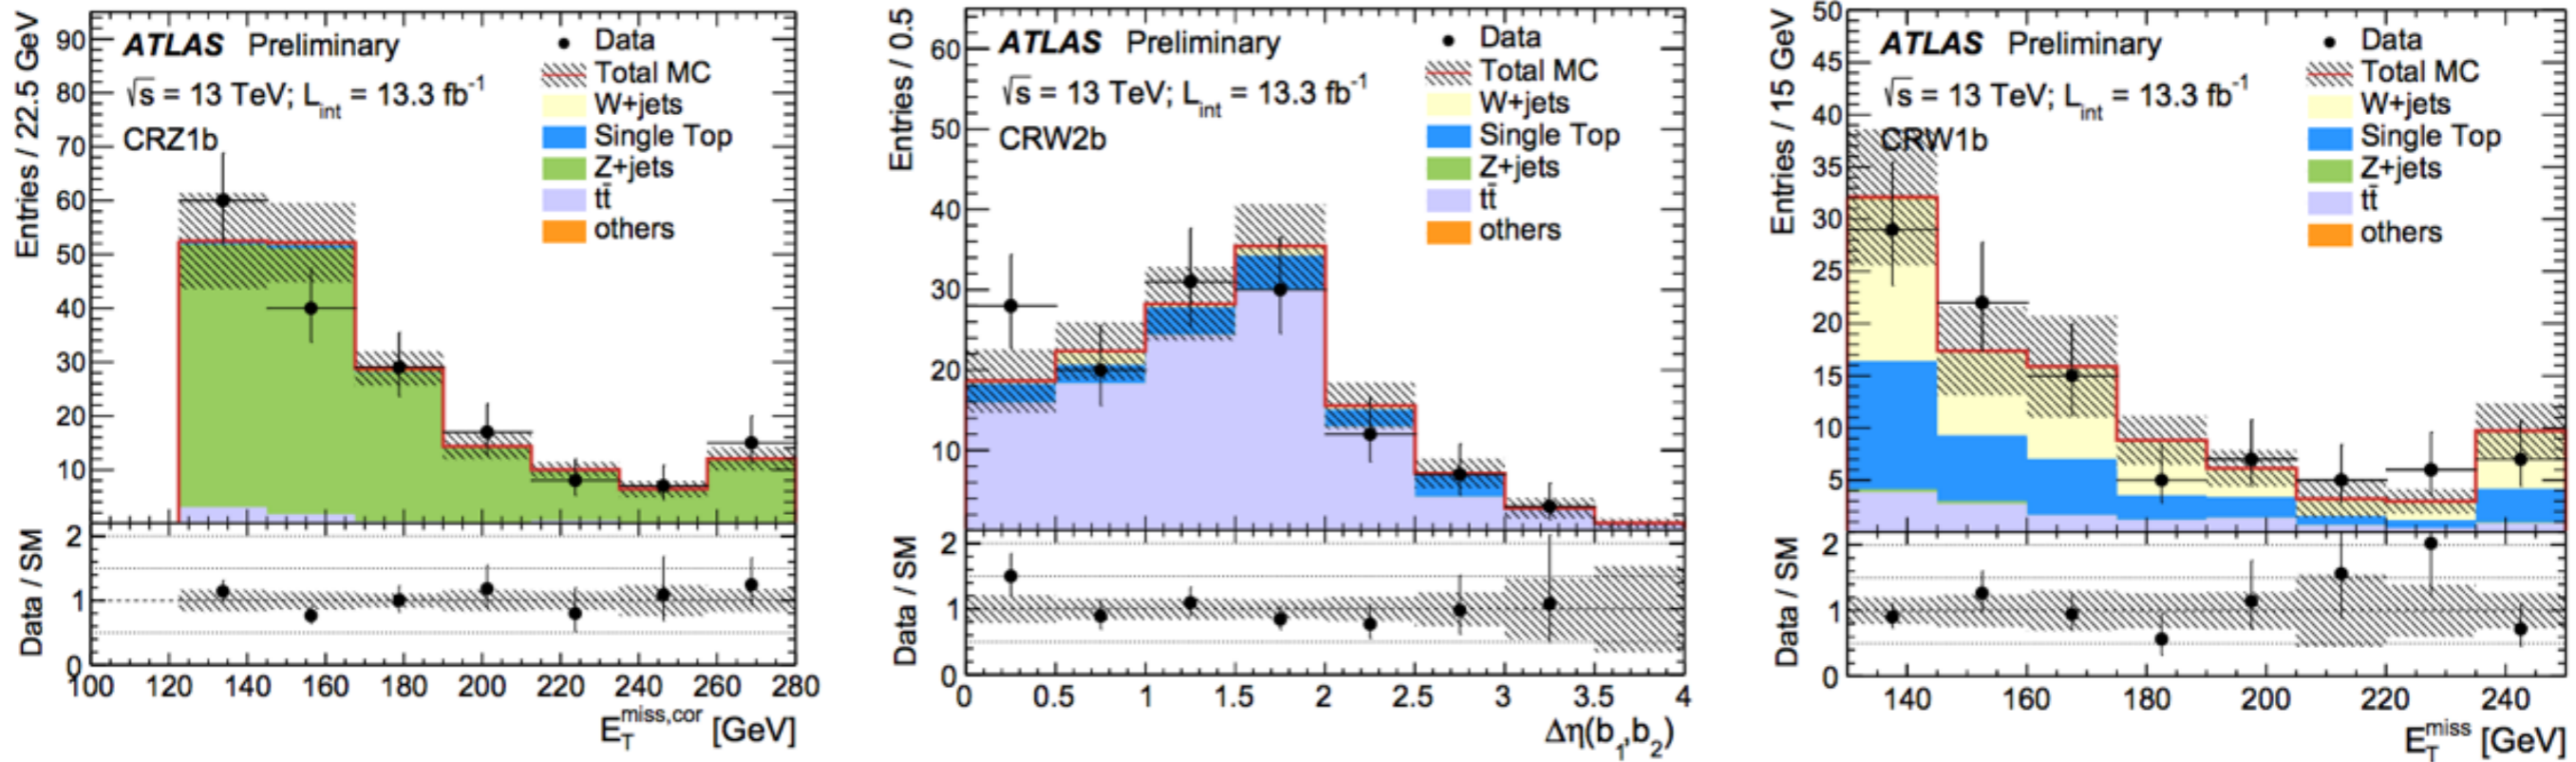 Entries / 22.5 GeV
90
80
70
60
50
40
30
20
10
ATLAS Preliminary
√s = 13 TeV; L_int = 13.3 fb⁻¹
CRZ1b
Data
Total MC
W+jets
Single Top
Z+jets
tt̄
others
Data / SM
2
1
0
100 120 140 160 180 200 220 240 260 280
E_T^miss,cor [GeV]
Entries / 0.5
60
50
40
30
20
10
ATLAS Preliminary
√s = 13 TeV; L_int = 13.3 fb⁻¹
CRW2b
Data
Total MC
W+jets
Single Top
Z+jets
tt̄
others
Data / SM
2
1
0
0 0.5 1 1.5 2 2.5 3 3.5 4
Δη(b₁,b₂)
Entries / 15 GeV
50
45
40
35
30
25
20
15
10
5
ATLAS Preliminary
√s = 13 TeV; L_int = 13.3 fb⁻¹
CRW1b
Data
Total MC
W+jets
Single Top
Z+jets
tt̄
others
Data / SM
2
1
0
140 160 180 200 220 240
E_T^miss [GeV]